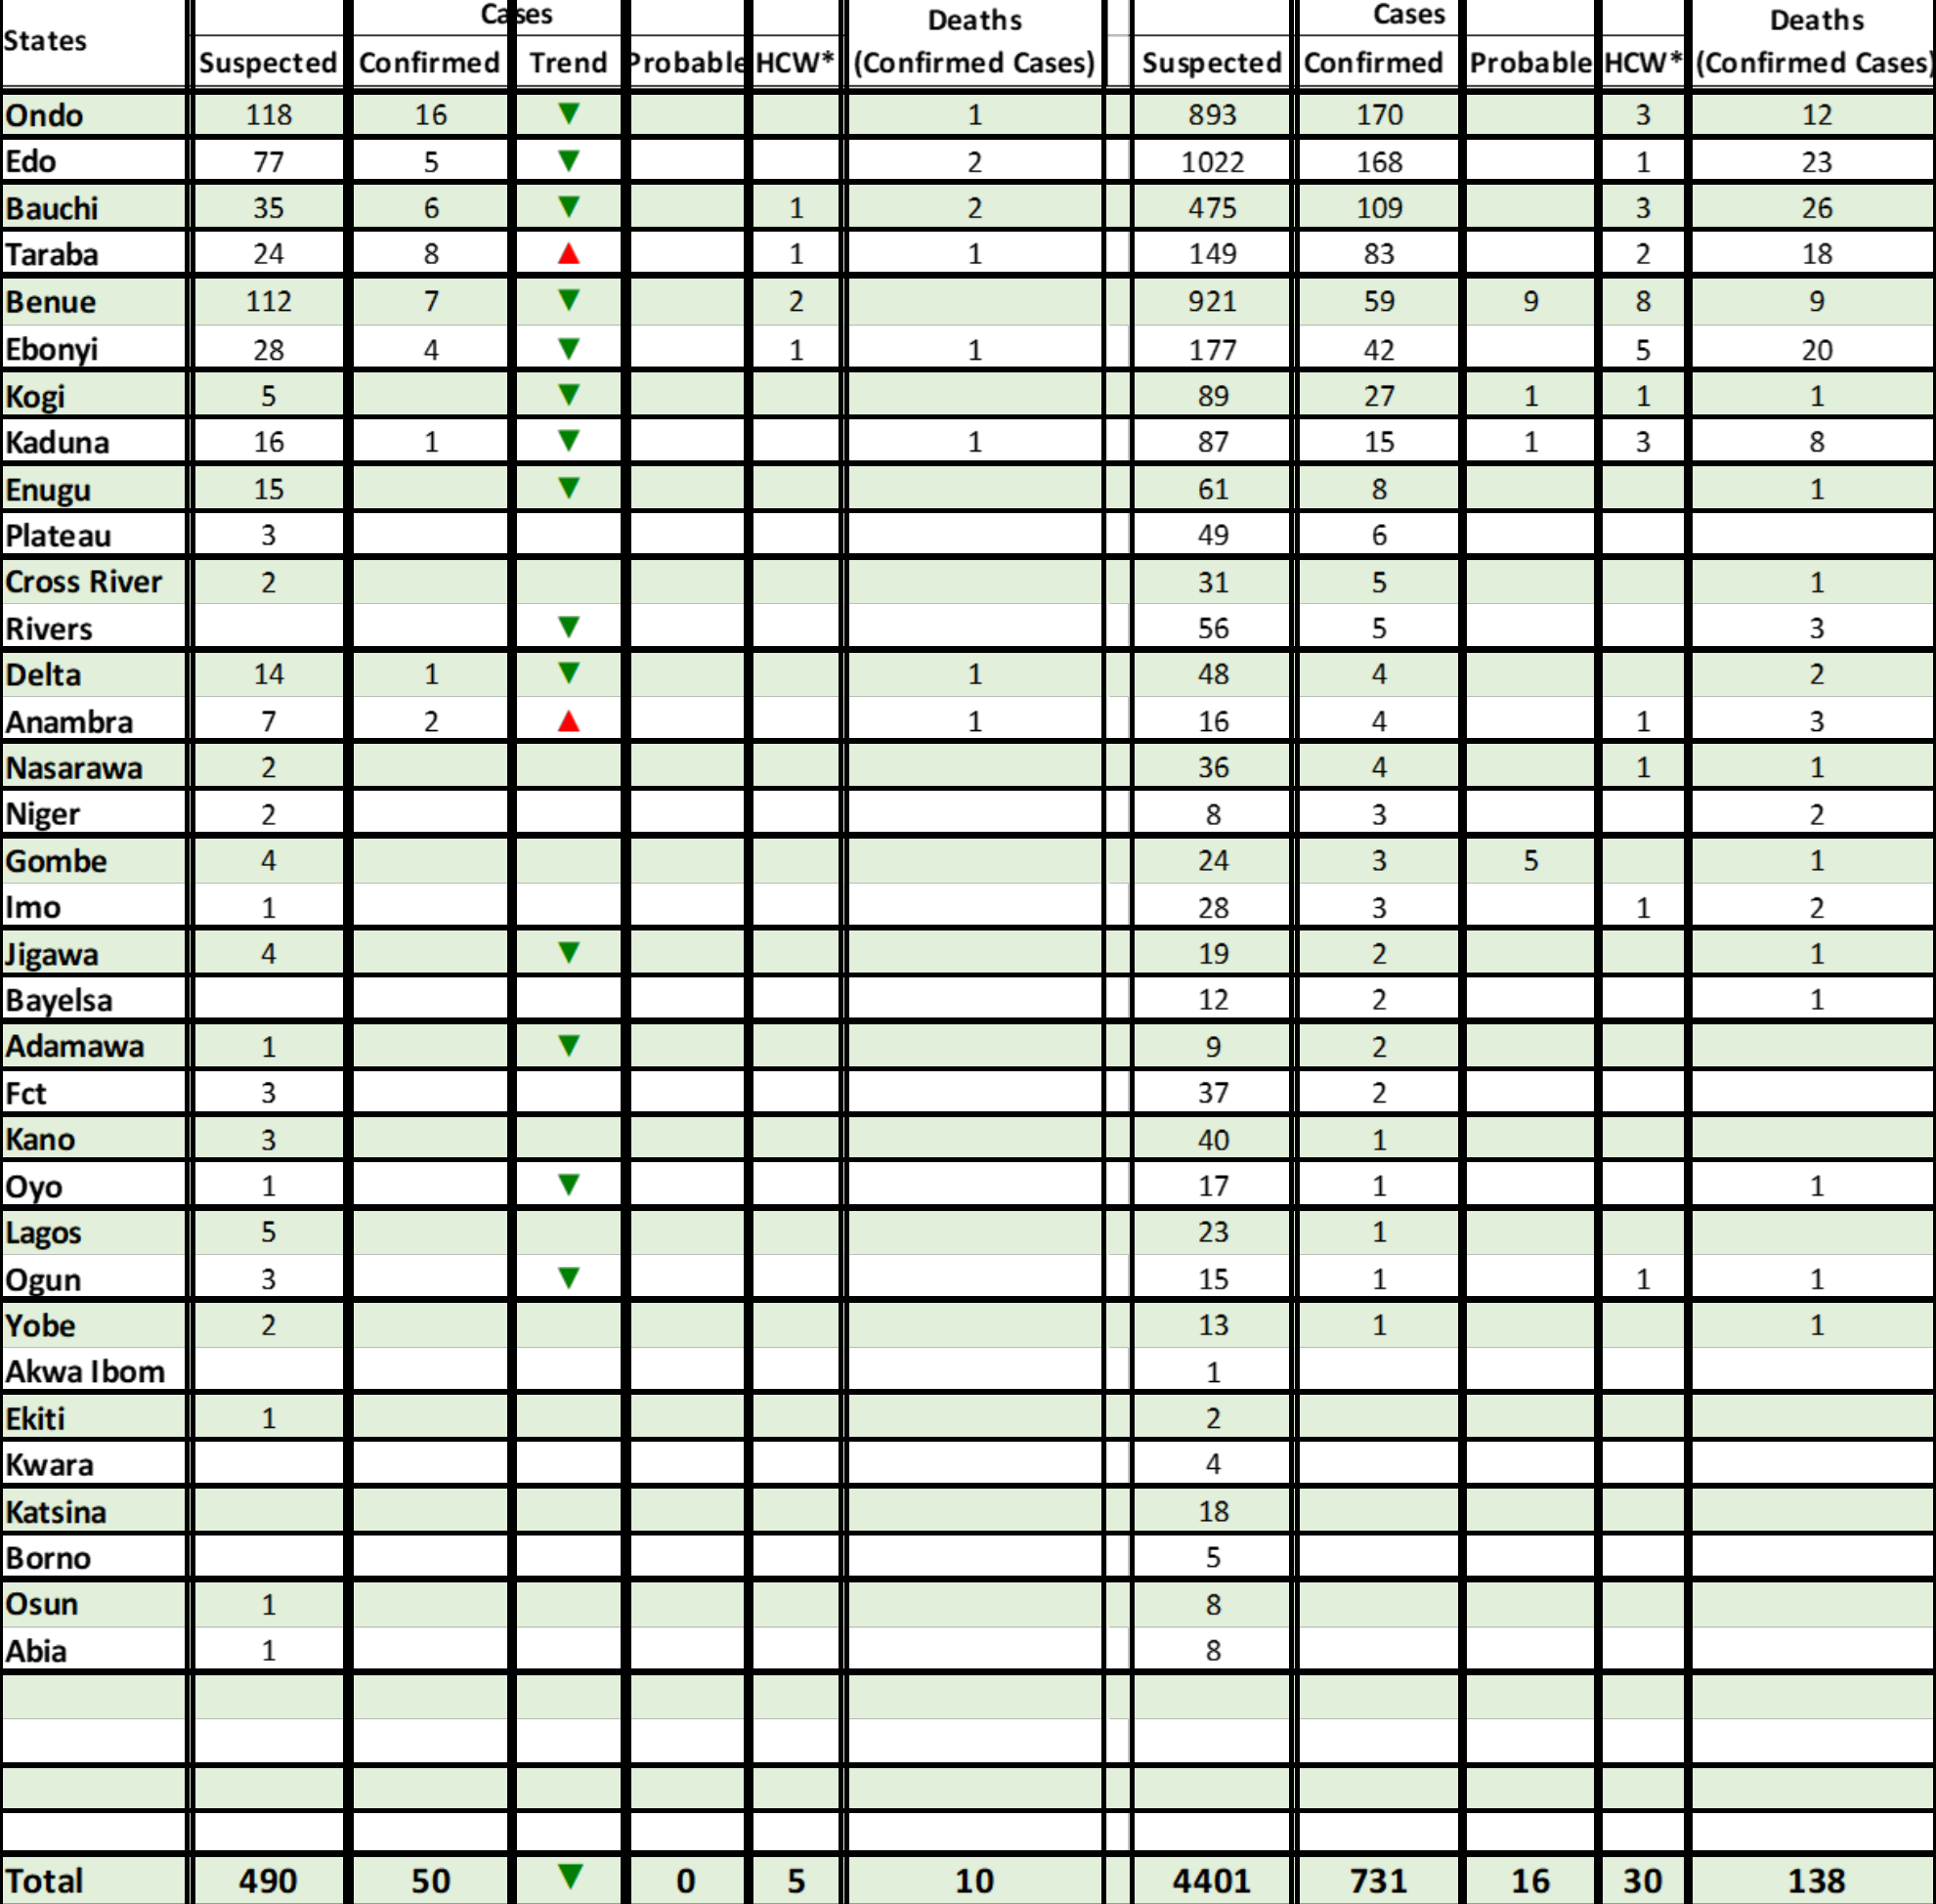 Cases Deaths Cases Deaths
States Suspected Confirmed Trend Probable HCW* (Confirmed Cases) Suspected Confirmed Probable HCW* (Confirmed Cases)
Ondo 118 16 ▼ 1 893 170 3 12
Edo 77 5 ▼ 2 1022 168 1 23
Bauchi 35 6 ▼ 1 2 475 109 3 26
Taraba 24 8 ▲ 1 1 149 83 2 18
Benue 112 7 ▼ 2 921 59 9 8 9
Ebonyi 28 4 ▼ 1 1 177 42 5 20
Kogi 5 ▼ 89 27 1 1 1
Kaduna 16 1 ▼ 1 87 15 1 3 8
Enugu 15 ▼ 61 8 1
Plateau 3 49 6
Cross River 2 31 5 1
Rivers ▼ 56 5 3
Delta 14 1 ▼ 1 48 4 2
Anambra 7 2 ▲ 1 16 4 1 3
Nasarawa 2 36 4 1 1
Niger 2 8 3 2
Gombe 4 24 3 5 1
Imo 1 28 3 1 2
Jigawa 4 ▼ 19 2 1
Bayelsa 12 2 1
Adamawa 1 ▼ 9 2
Fct 3 37 2
Kano 3 40 1
Oyo 1 ▼ 17 1 1
Lagos 5 23 1
Ogun 3 ▼ 15 1 1 1
Yobe 2 13 1 1
Akwa Ibom 1
Ekiti 1 2
Kwara 4
Katsina 18
Borno 5
Osun 1 8
Abia 1 8
Total 490 50 ▼ 0 5 10 4401 731 16 30 138